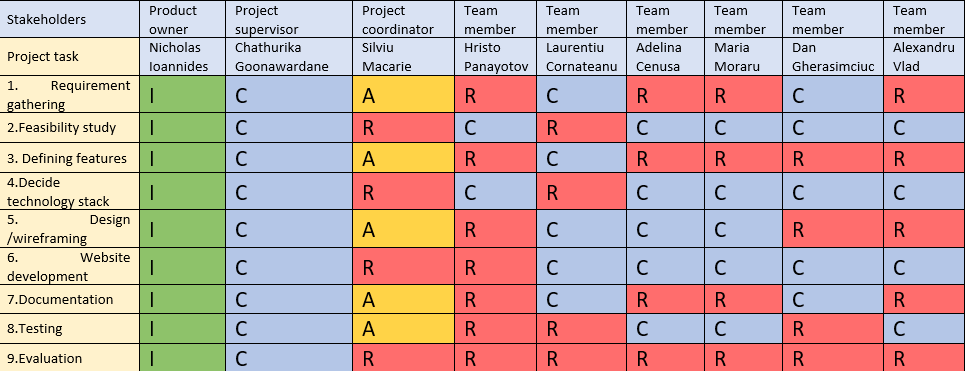 Stakeholders Product owner Project supervisor Project coordinator Team member Team member Team member Team member Team member Team member
Project task Nicholas Ioannides Chathurika Goonawardane Silviu Macarie Hristo Panayotov Laurentiu Cornateanu Adelina Cenusa Maria Moraru Dan Gherasimciuc Alexandru Vlad
1. Requirement gathering I C A R C R R C R
2.Feasibility study I C R C R C C C C
3. Defining features I C A R C R R R R
4.Decide technology stack I C R C R C C C C
5. Design /wireframing I C A R C C C R R
6. Website development I C R R C C C C C
7.Documentation I C A R C R R C R
8.Testing I C A R R C C R C
9.Evaluation I C R R R R R R R